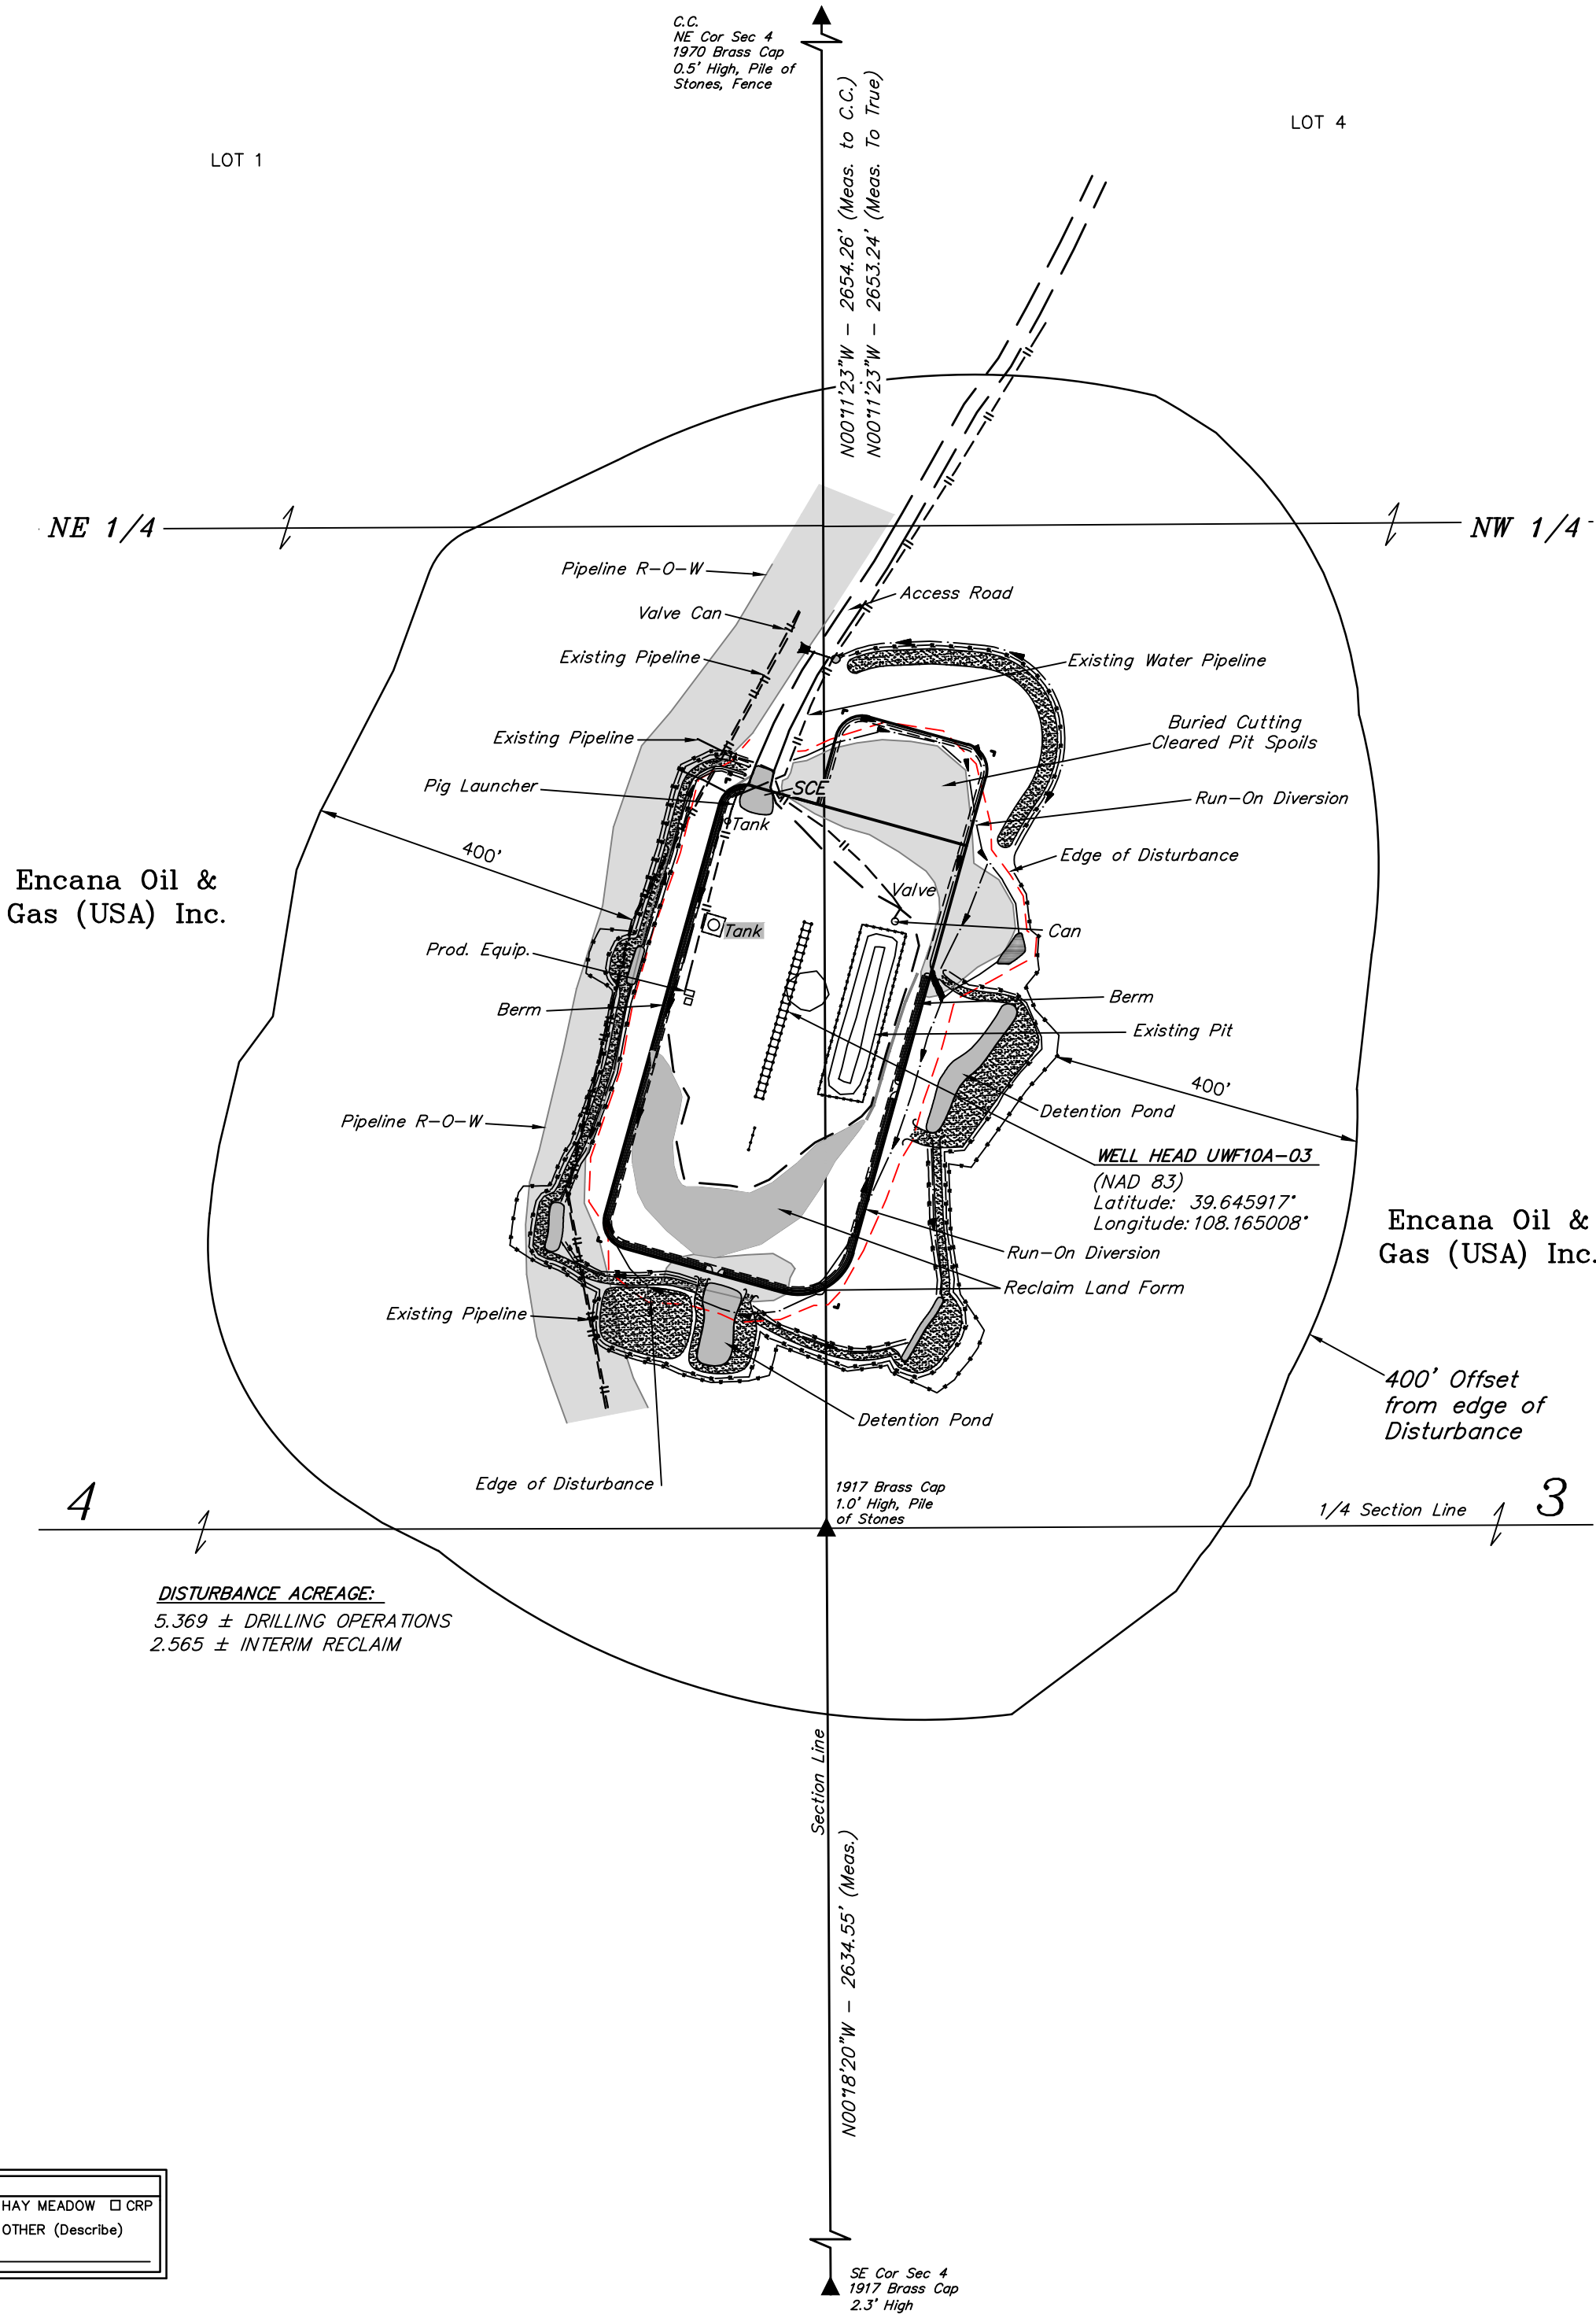 C.C.
NE Cor Sec 4
1970 Brass Cap
0.5' High, Pile of
Stones, Fence
N00°11'23"W - 2654.26' (Meas. to C.C.)
N00°11'23"W - 2653.24' (Meas. To True)
LOT 1
LOT 4
NE 1/4
NW 1/4
Pipeline R-O-W
Access Road
Valve Can
Existing Pipeline
Existing Water Pipeline
Buried Cutting
Cleared Pit Spoils
Existing Pipeline
Pig Launcher
SCE
Run-On Diversion
Tank
400'
Edge of Disturbance
Encana Oil &
Gas (USA) Inc.
Valve
Tank
Can
Prod. Equip.
Berm
Berm
Existing Pit
400'
Detention Pond
Pipeline R-O-W
WELL HEAD UWF10A-03
(NAD 83)
Latitude: 39.645917°
Longitude: 108.165008°
Encana Oil &
Gas (USA) Inc.
Run-On Diversion
Reclaim Land Form
Existing Pipeline
400' Offset
from edge of
Disturbance
Detention Pond
Edge of Disturbance
1917 Brass Cap
1.0' High, Pile
of Stones
4
1/4 Section Line
3
DISTURBANCE ACREAGE:
5.369 ± DRILLING OPERATIONS
2.565 ± INTERIM RECLAIM
Section Line
N00°18'20"W - 2634.55' (Meas.)
HAY MEADOW □ CRP
OTHER (Describe)
SE Cor Sec 4
1917 Brass Cap
2.3' High